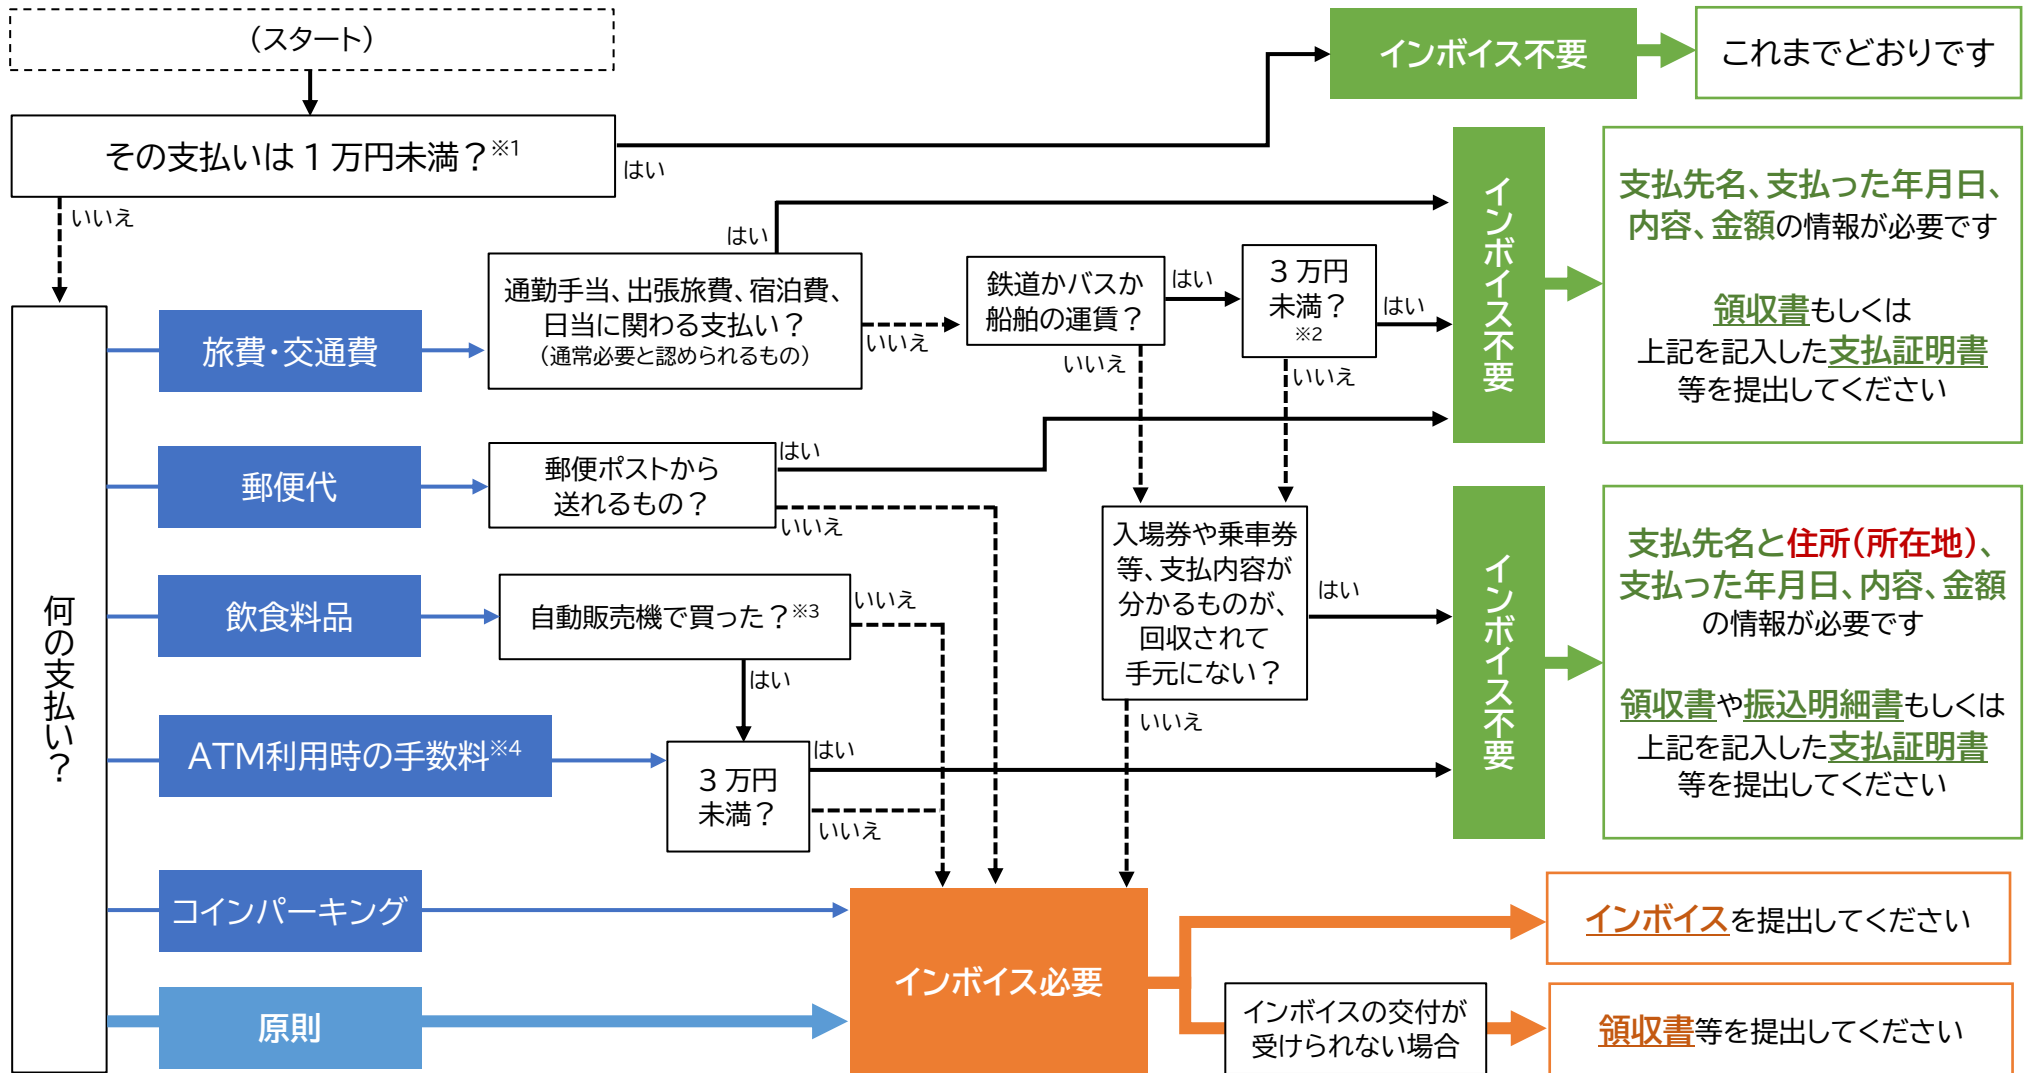 （スタート）
インボイス不要
これまでどおりです
その支払いは１万円未満？※1
はい
いいえ
何の支払い？
旅費・交通費
通勤手当、出張旅費、宿泊費、
日当に関わる支払い？
（通常必要と認められるもの）
はい
いいえ
鉄道かバスか
船舶の運賃？
はい
いいえ
３万円
未満？
※2
はい
いいえ
インボイス不要
支払先名、支払った年月日、
内容、金額の情報が必要です
領収書もしくは
上記を記入した支払証明書
等を提出してください
郵便代
郵便ポストから
送れるもの？
はい
いいえ
入場券や乗車券
等、支払内容が
分かるものが、
回収されて
手元にない？
はい
いいえ
インボイス不要
支払先名と住所（所在地）、
支払った年月日、内容、金額
の情報が必要です
領収書や振込明細書もしくは
上記を記入した支払証明書
等を提出してください
飲食料品
自動販売機で買った？※3
いいえ
はい
ATM利用時の手数料※4
３万円
未満？
はい
いいえ
コインパーキング
原則
インボイス必要
インボイスを提出してください
インボイスの交付が
受けられない場合
領収書等を提出してください